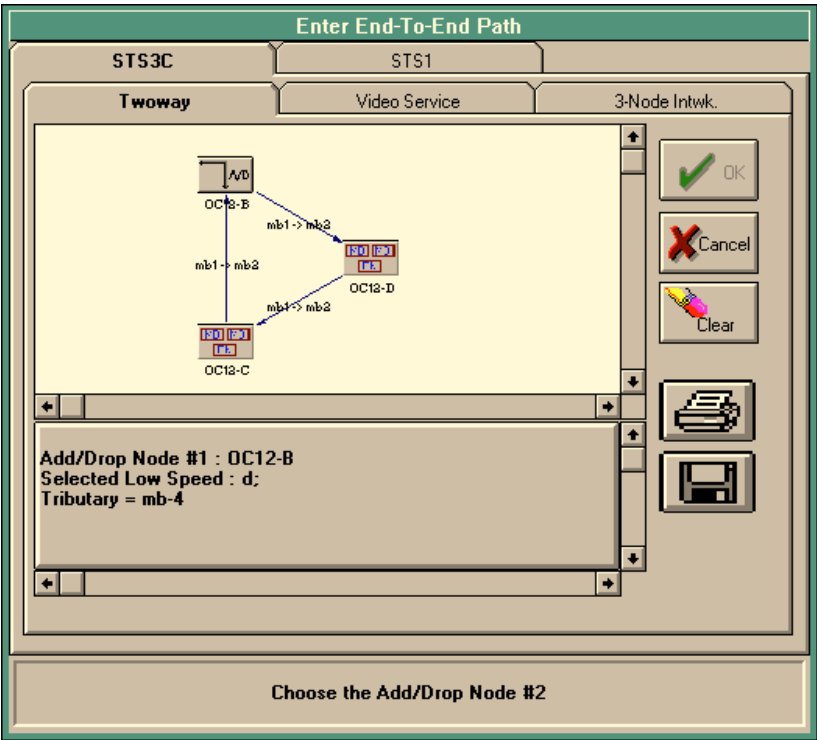 Enter End-To-End Path
STS3C
STS1
Twoway
Video Service
3-Node Intwk.
A/D
OC12-B
mb1 -> mb2
mb1 -> mb2
OC12-D
mb1 -> mb2
OC12-C
OK
Cancel
Clear
Add/Drop Node #1 : OC12-B
Selected Low Speed : d;
Tributary = mb-4
Choose the Add/Drop Node #2